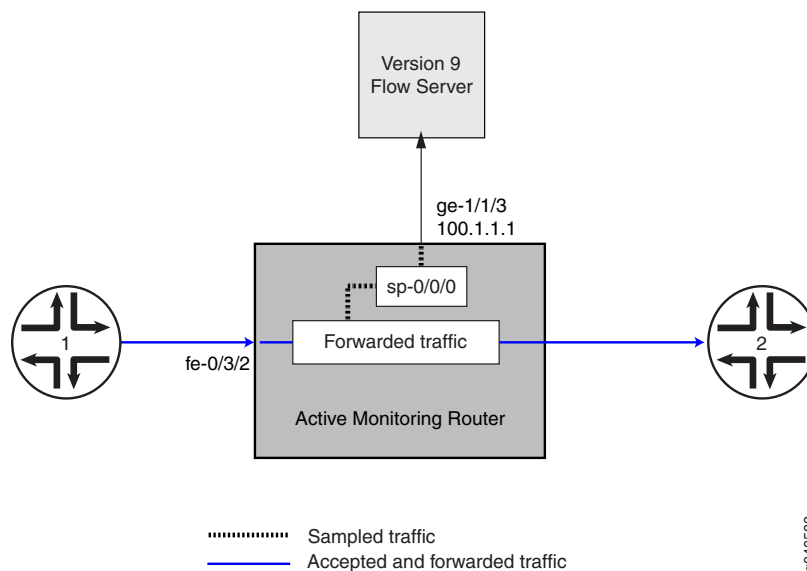 Version 9
Flow Server
ge-1/1/3
100.1.1.1
sp-0/0/0
1
Forwarded traffic
2
fe-0/3/2
Active Monitoring Router
Sampled traffic
Accepted and forwarded traffic